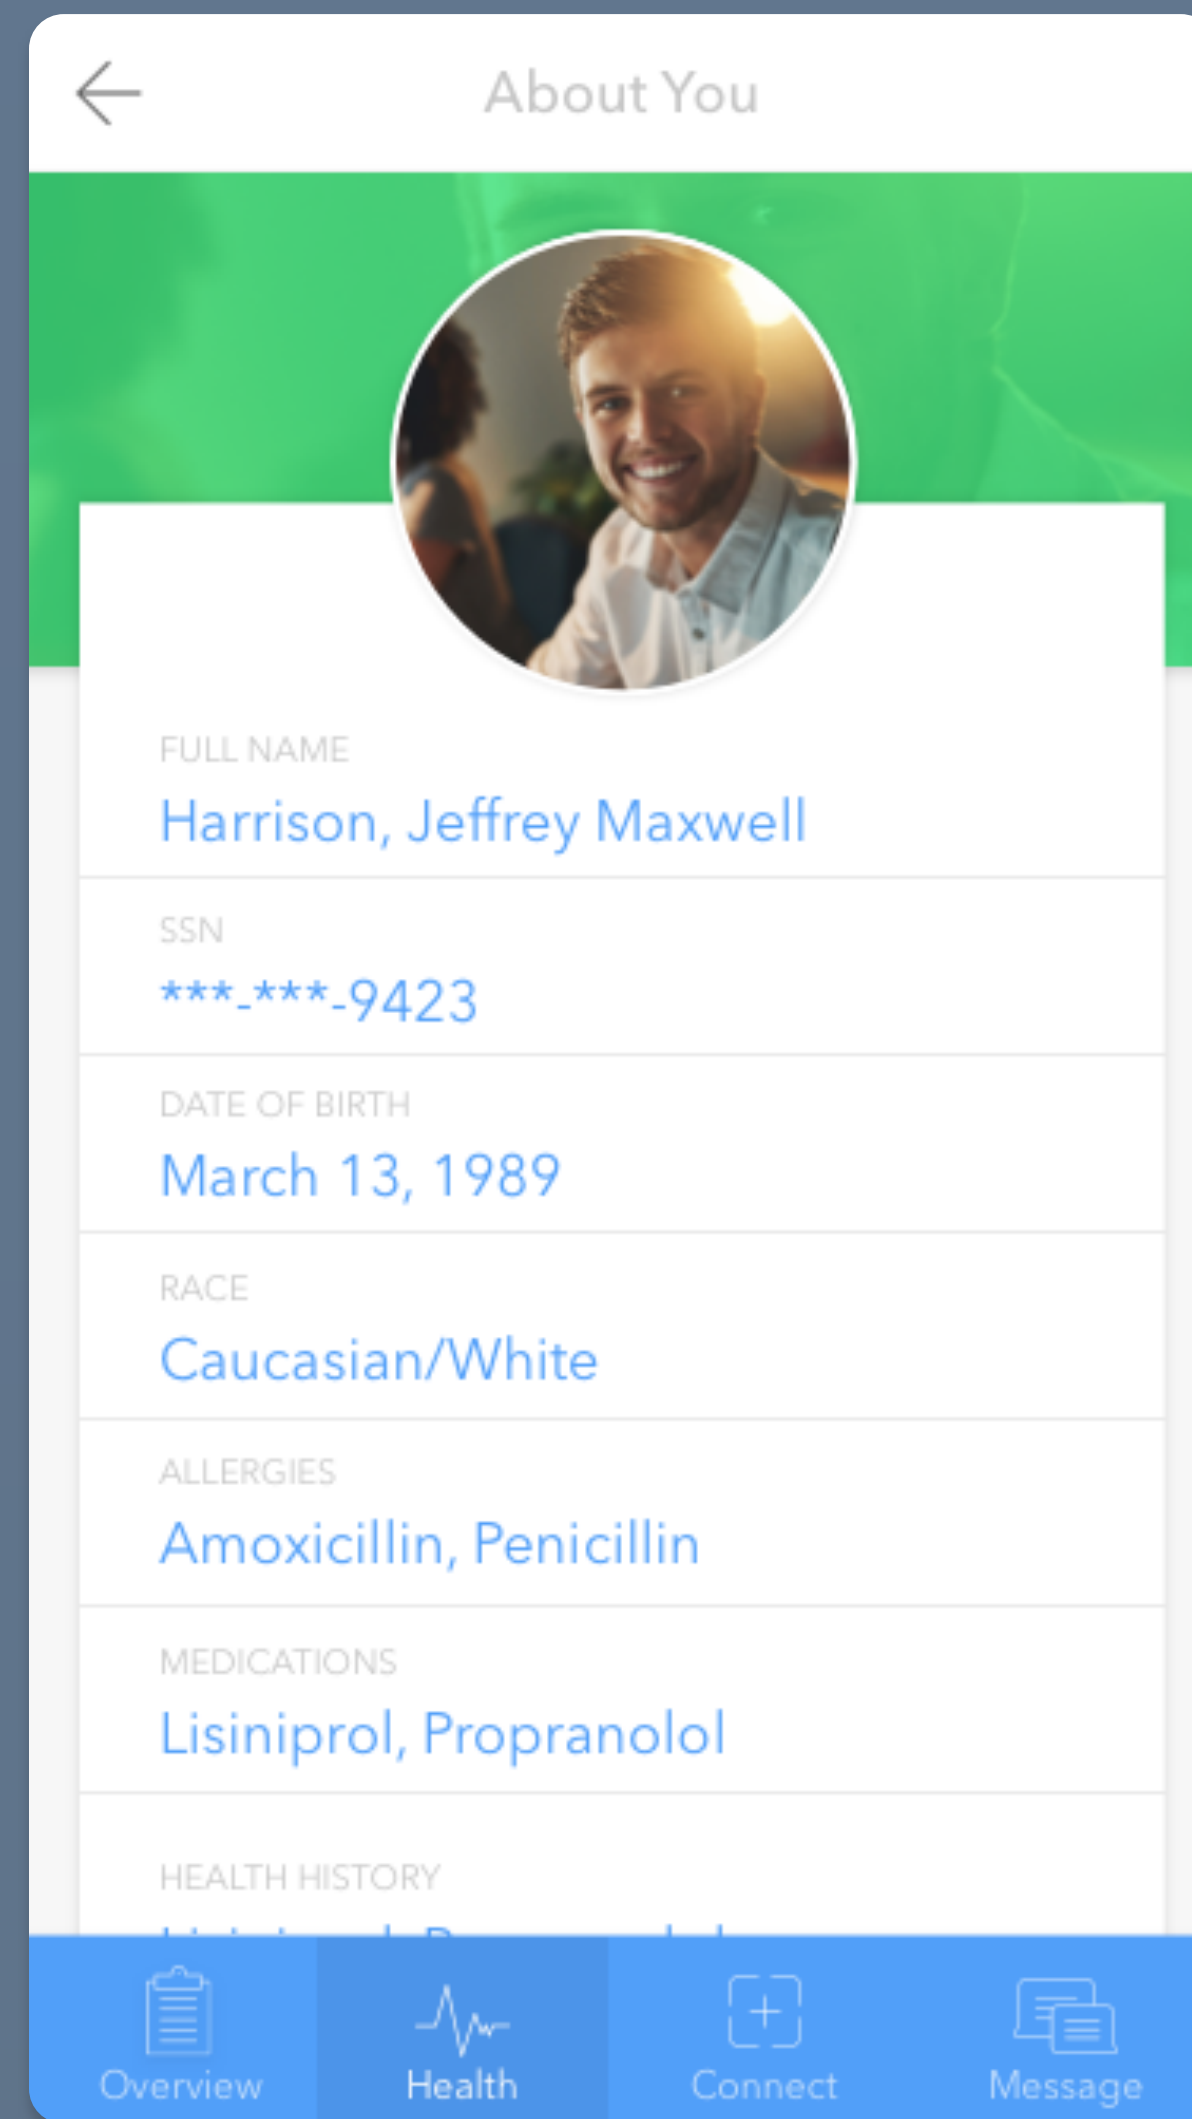 About You
FULL NAME
Harrison, Jeffrey Maxwell
SSN
***-***-9423
DATE OF BIRTH
March 13, 1989
RACE
Caucasian/White
ALLERGIES
Amoxicillin, Penicillin
MEDICATIONS
Lisiniprol, Propranolol
HEALTH HISTORY
Overview
Health
Connect
Message